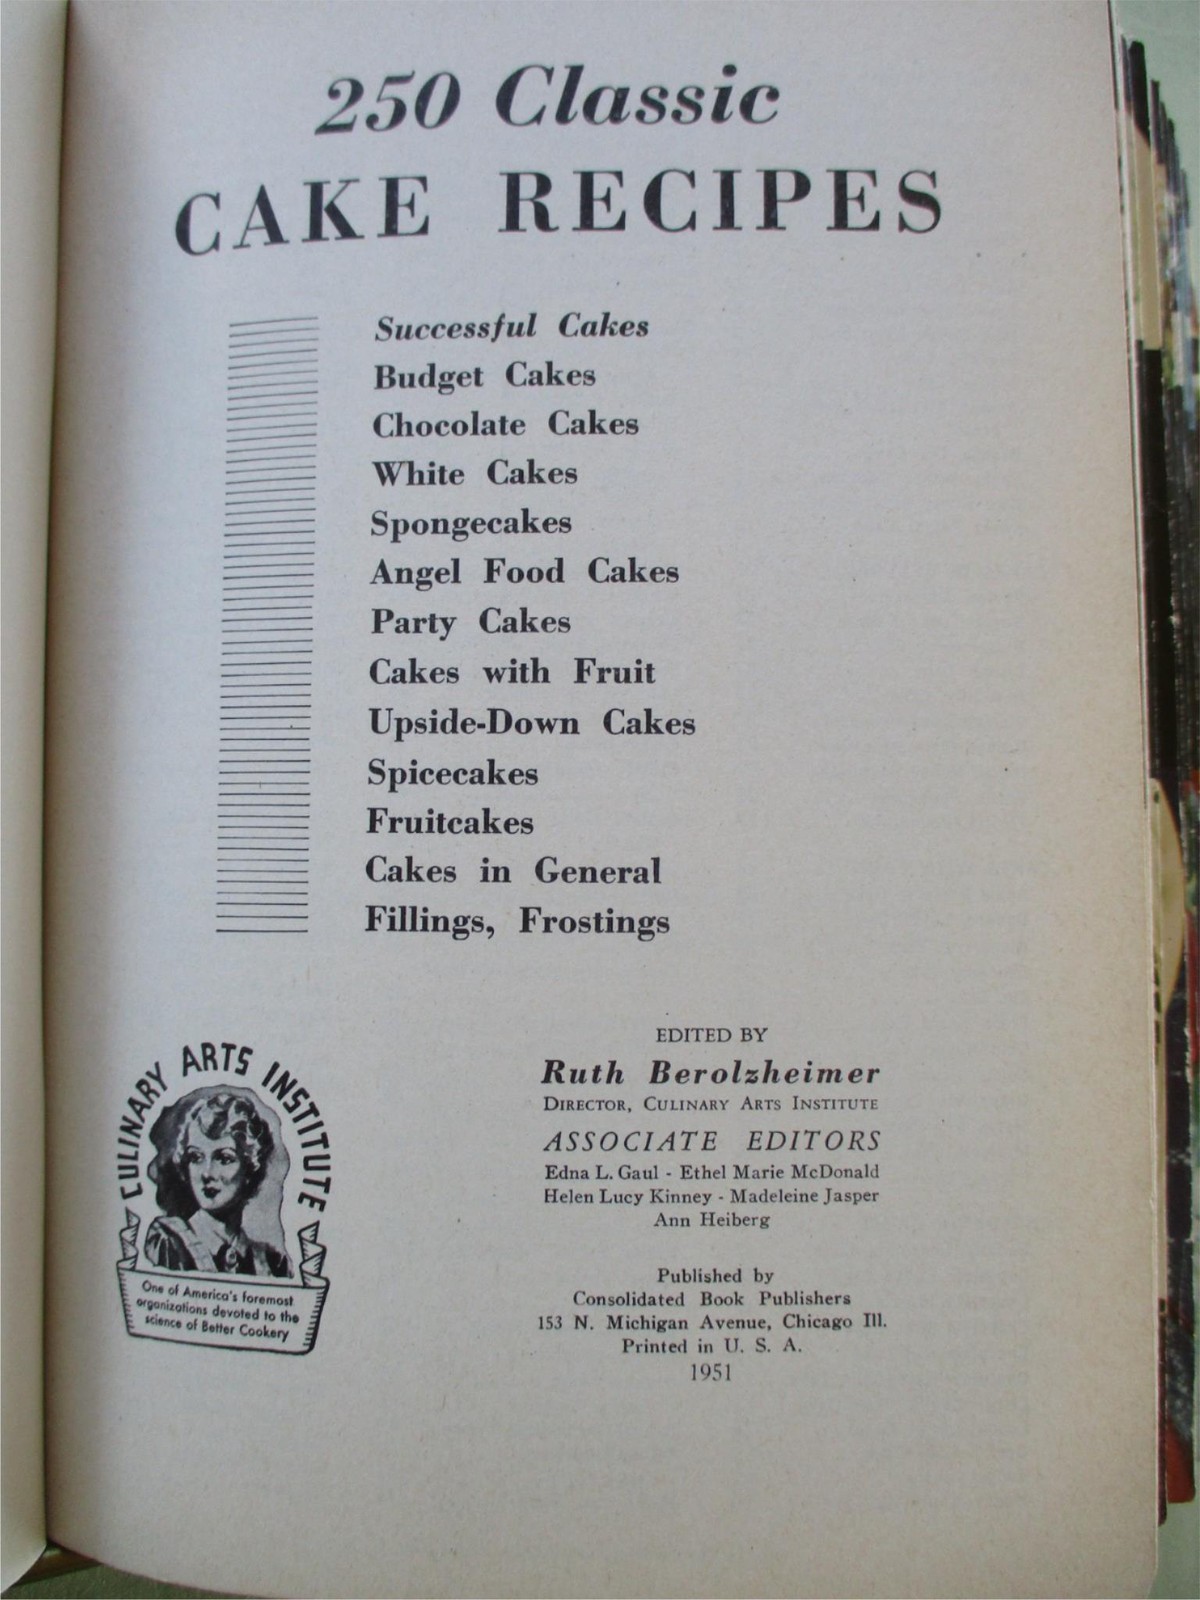 250 Classic
CAKE RECIPES
Successful Cakes
Budget Cakes
Chocolate Cakes
White Cakes
Spongecakes
Angel Food Cakes
Party Cakes
Cakes with Fruit
Upside-Down Cakes
Spicecakes
Fruitcakes
Cakes in General
Fillings, Frostings
CULINARY ARTS INSTITUTE
One of America's foremost
organizations devoted to the
science of Better Cookery
EDITED BY
Ruth Berolzheimer
DIRECTOR, CULINARY ARTS INSTITUTE
ASSOCIATE EDITORS
Edna L. Gaul - Ethel Marie McDonald
Helen Lucy Kinney - Madeleine Jasper
Ann Heiberg
Published by
Consolidated Book Publishers
153 N. Michigan Avenue, Chicago Ill.
Printed in U. S. A.
1951